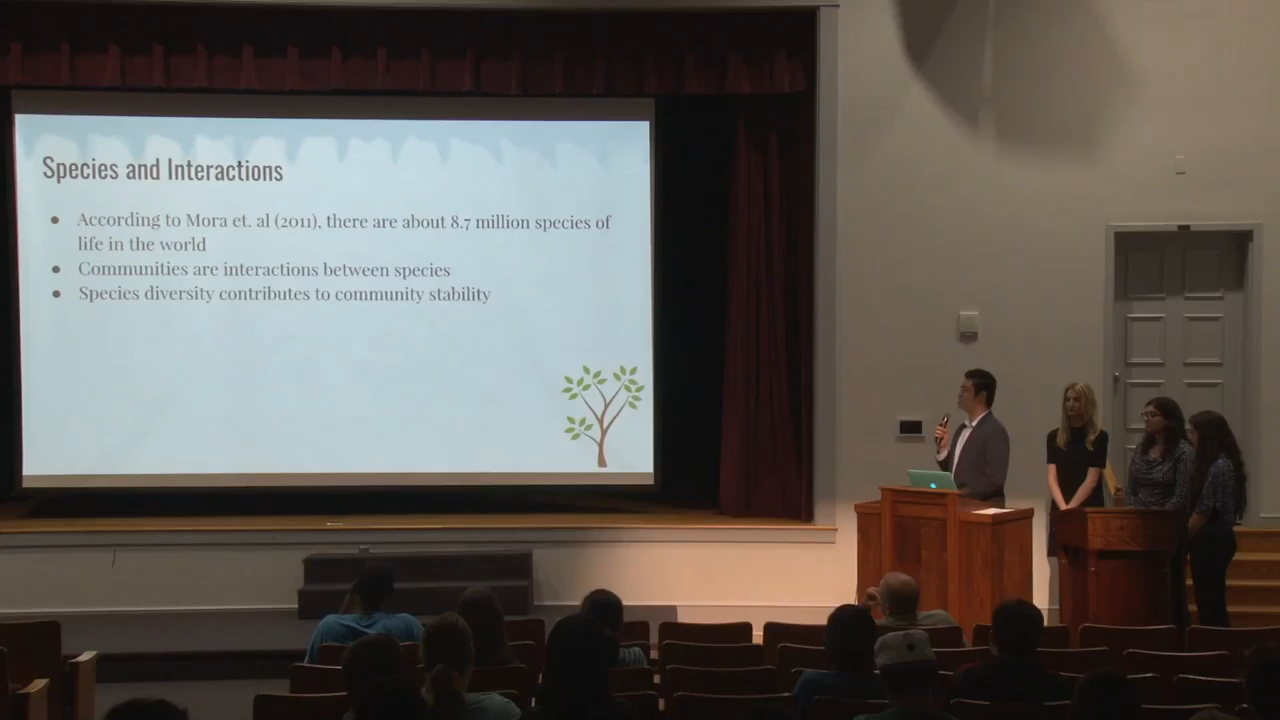 Species and Interactions
● According to Mora et. al (2011), there are about 8.7 million species of
life in the world
● Communities are interactions between species
● Species diversity contributes to community stability